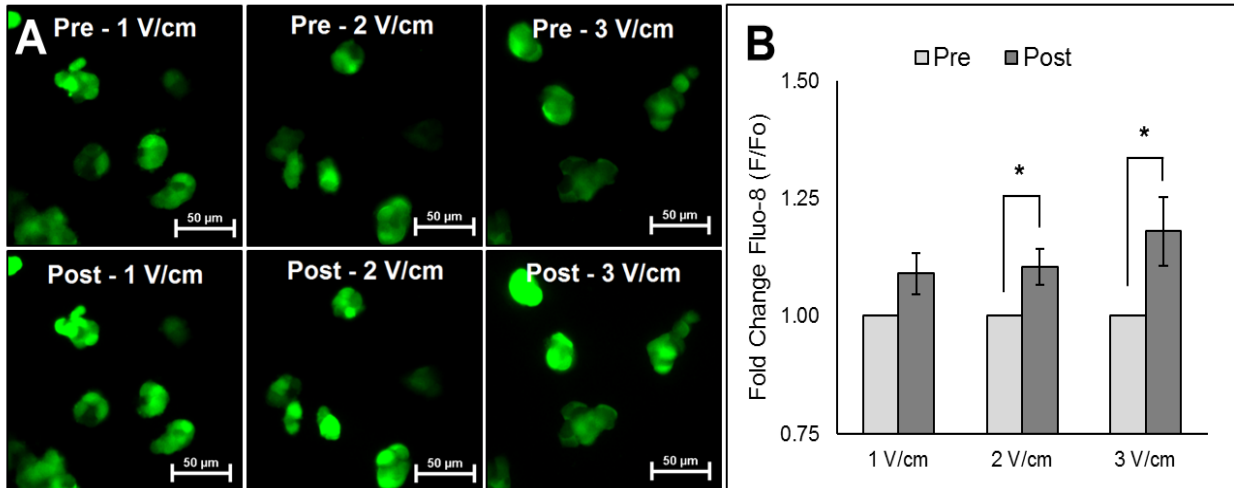 A
Pre - 1 V/cm
Pre - 2 V/cm
Pre - 3 V/cm
50 µm
50 µm
50 µm
Post - 1 V/cm
Post - 2 V/cm
Post - 3 V/cm
50 µm
50 µm
50 µm
B
Pre
Post
Fold Change Fluo-8 (F/Fo)
1.50
1.25
1.00
0.75
*
*
1 V/cm
2 V/cm
3 V/cm